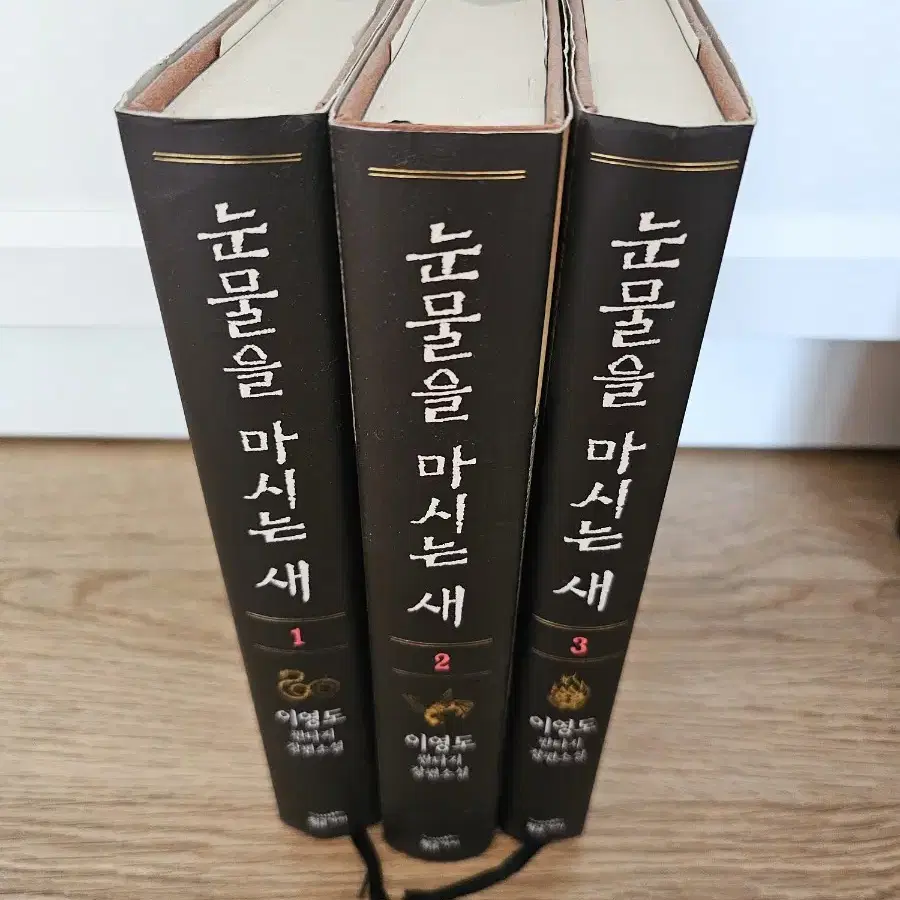 눈물을 마시는 새
1
이영도
판타지
장편소설
눈물을 마시는 새
2
이영도
판타지
장편소설
눈물을 마시는 새
3
이영도
판타지
장편소설